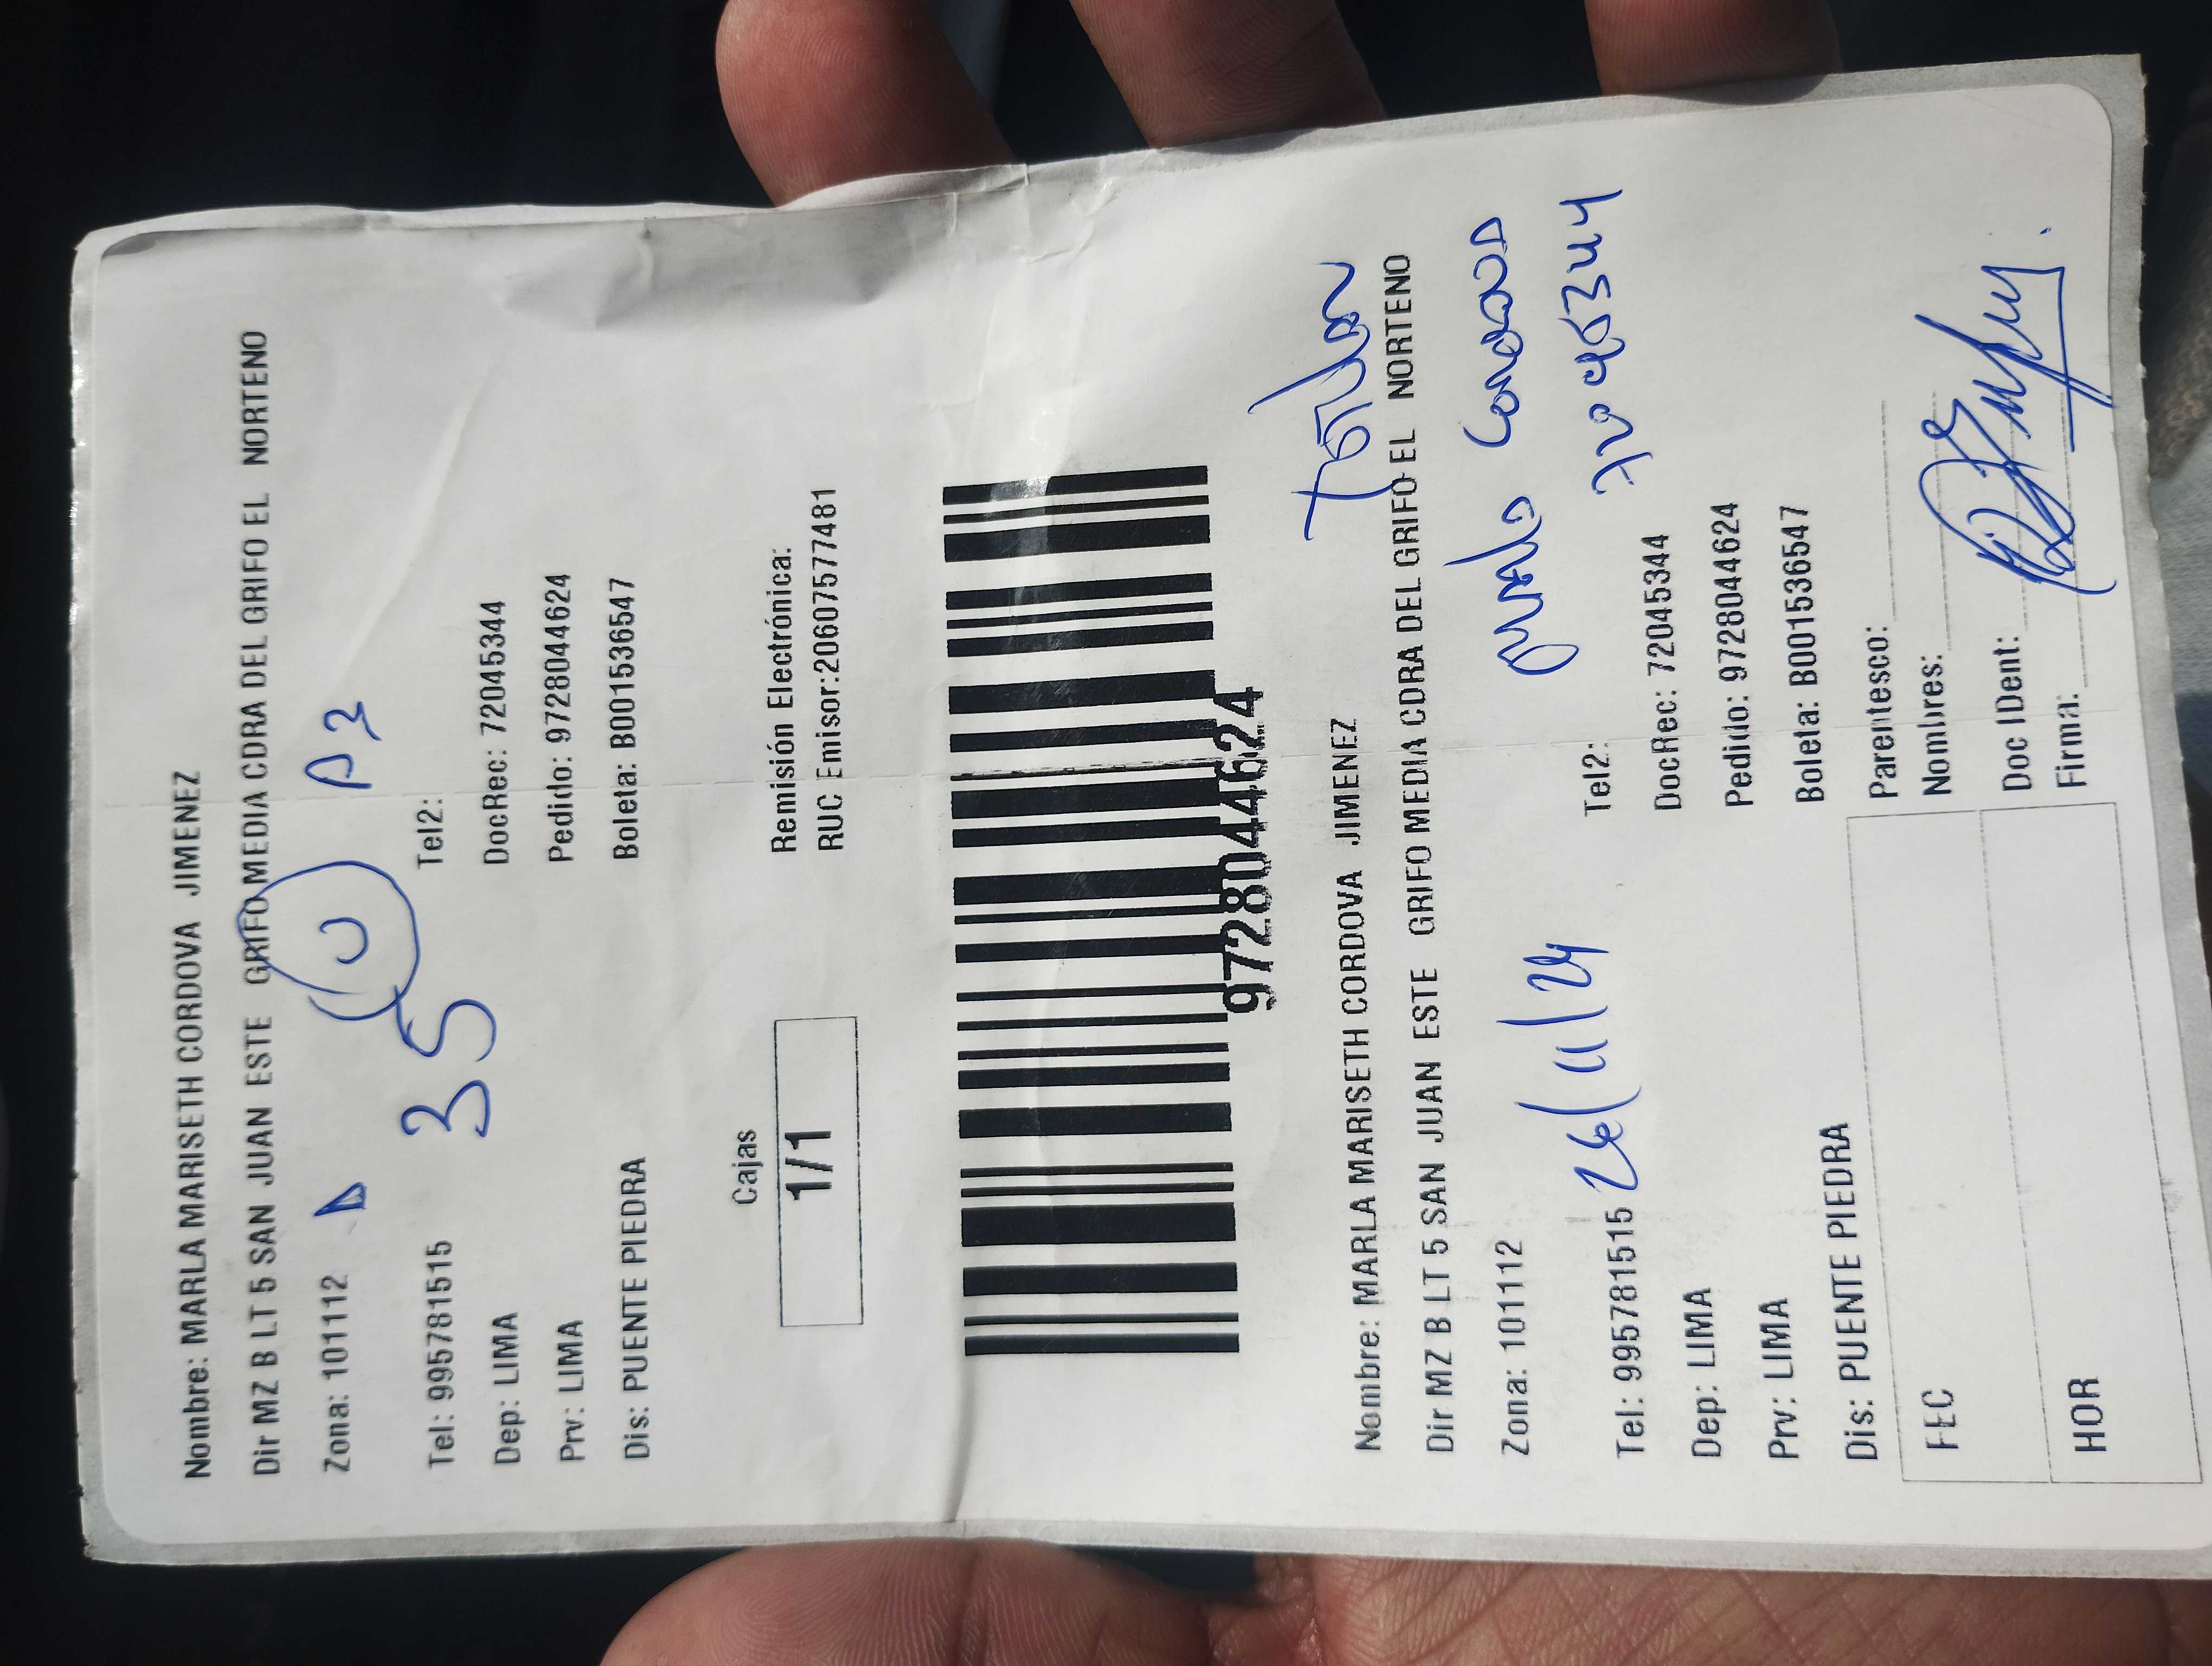 Nombre: MARLA MARISETH CORDOVA JIMENEZ
Dir MZ B LT 5 SAN JUAN ESTE GRIFO MEDIA CDRA DEL GRIFO EL NORTENO
Zona: 101112
35
Tel: 995781515 Tel2:
Dep: LIMA DocRec: 72045344
Prv: LIMA Pedido: 9728044624
Dis: PUENTE PIEDRA Boleta: B001536547
Cajas
1/1
Remisión Electrónica:
RUC Emisor:20607577481
9728044624
Nombre: MARLA MARISETH CORDOVA JIMENEZ
Dir MZ B LT 5 SAN JUAN ESTE GRIFO MEDIA CDRA DEL GRIFO EL NORTENO
Zona: 101112
26/11/24
Tel: 995781515 Tel2:
Dep: LIMA DocRec: 72045344
Prv: LIMA Pedido: 9728044624
Dis: PUENTE PIEDRA Boleta: B001536547
FEC
HOR
Parentesco:
Nombres:
Doc IDent:
Firma: